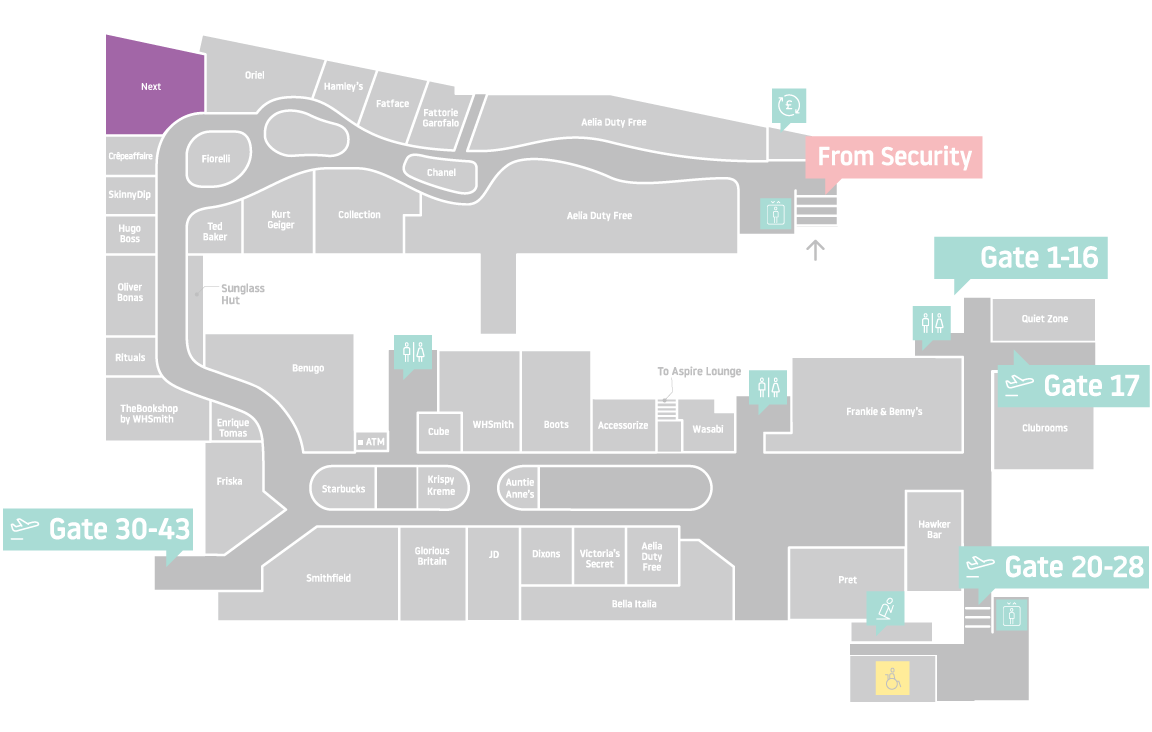 Next
Oriel
Hamley's
Fatface
Fattorie
Garofalo
Aelia Duty Free
£
From Security
Crêpeaffaire
Fiorelli
Chanel
SkinnyDip
Hugo
Boss
Ted
Baker
Kurt
Geiger
Collection
Aelia Duty Free
Gate 1-16
Oliver
Bonas
Sunglass
Hut
Quiet Zone
Rituals
Benugo
To Aspire Lounge
Gate 17
TheBookshop
by WHSmith
Enrique
Tomas
ATM
Cube
WHSmith
Boots
Accessorize
Wasabi
Frankie & Benny's
Clubrooms
Friska
Starbucks
Krispy
Kreme
Auntie
Anne's
Gate 30-43
Hawker
Bar
Glorious
Britain
JD
Dixons
Victoria's
Secret
Aelia
Duty
Free
Gate 20-28
Smithfield
Pret
Bella Italia